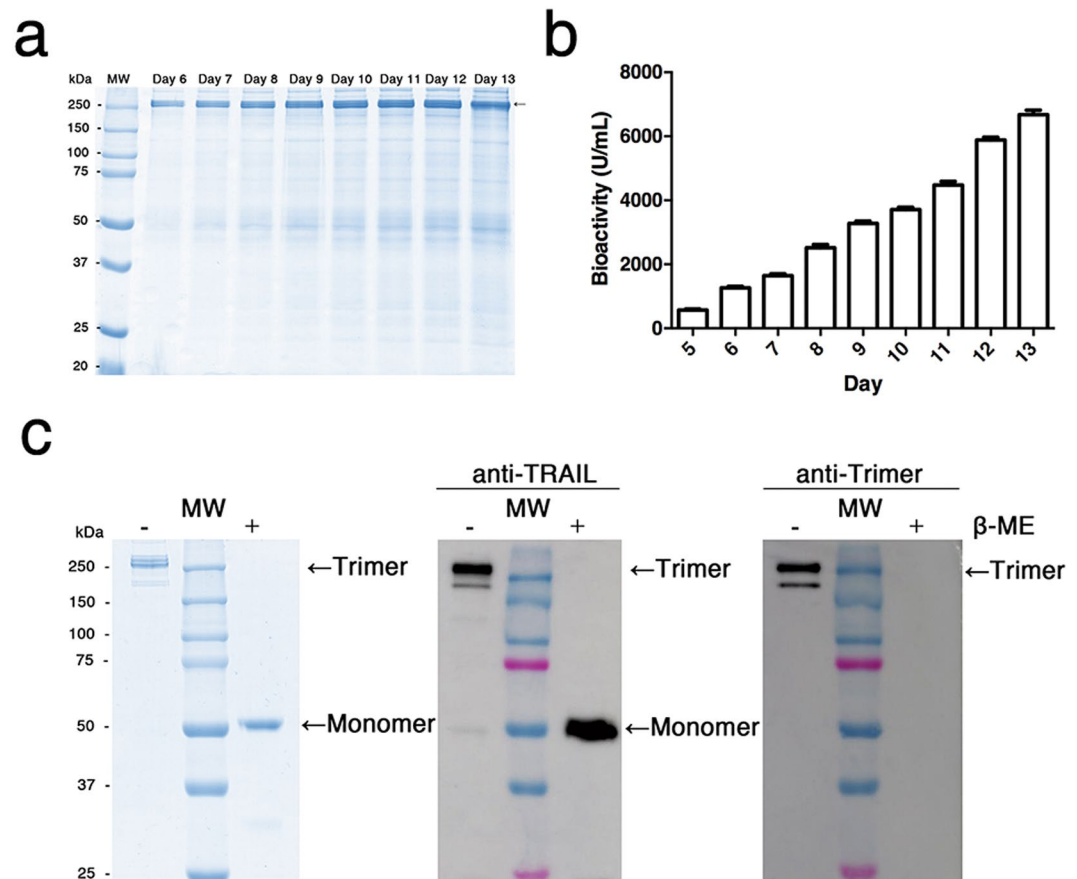 a
kDa MW Day 6 Day 7 Day 8 Day 9 Day 10 Day 11 Day 12 Day 13
250 - ←
150 -
100 -
75 -
50 -
37 -
25 -
20 -
b
Bioactivity (U/mL)
8000
6000
4000
2000
0
5 6 7 8 9 10 11 12 13
Day
c
anti-TRAIL anti-Trimer
MW MW MW
kDa - + - + - + β-ME
250 - ←Trimer ←Trimer ←Trimer
150 -
100 -
75 -
50 - ←Monomer ←Monomer
37 -
25 -